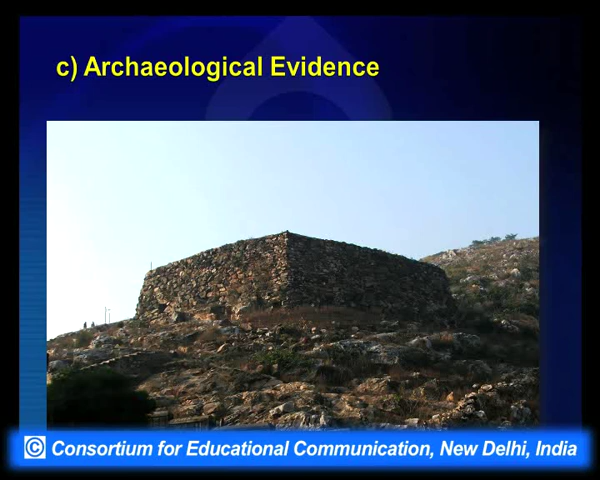 c) Archaeological Evidence
© Consortium for Educational Communication, New Delhi, India